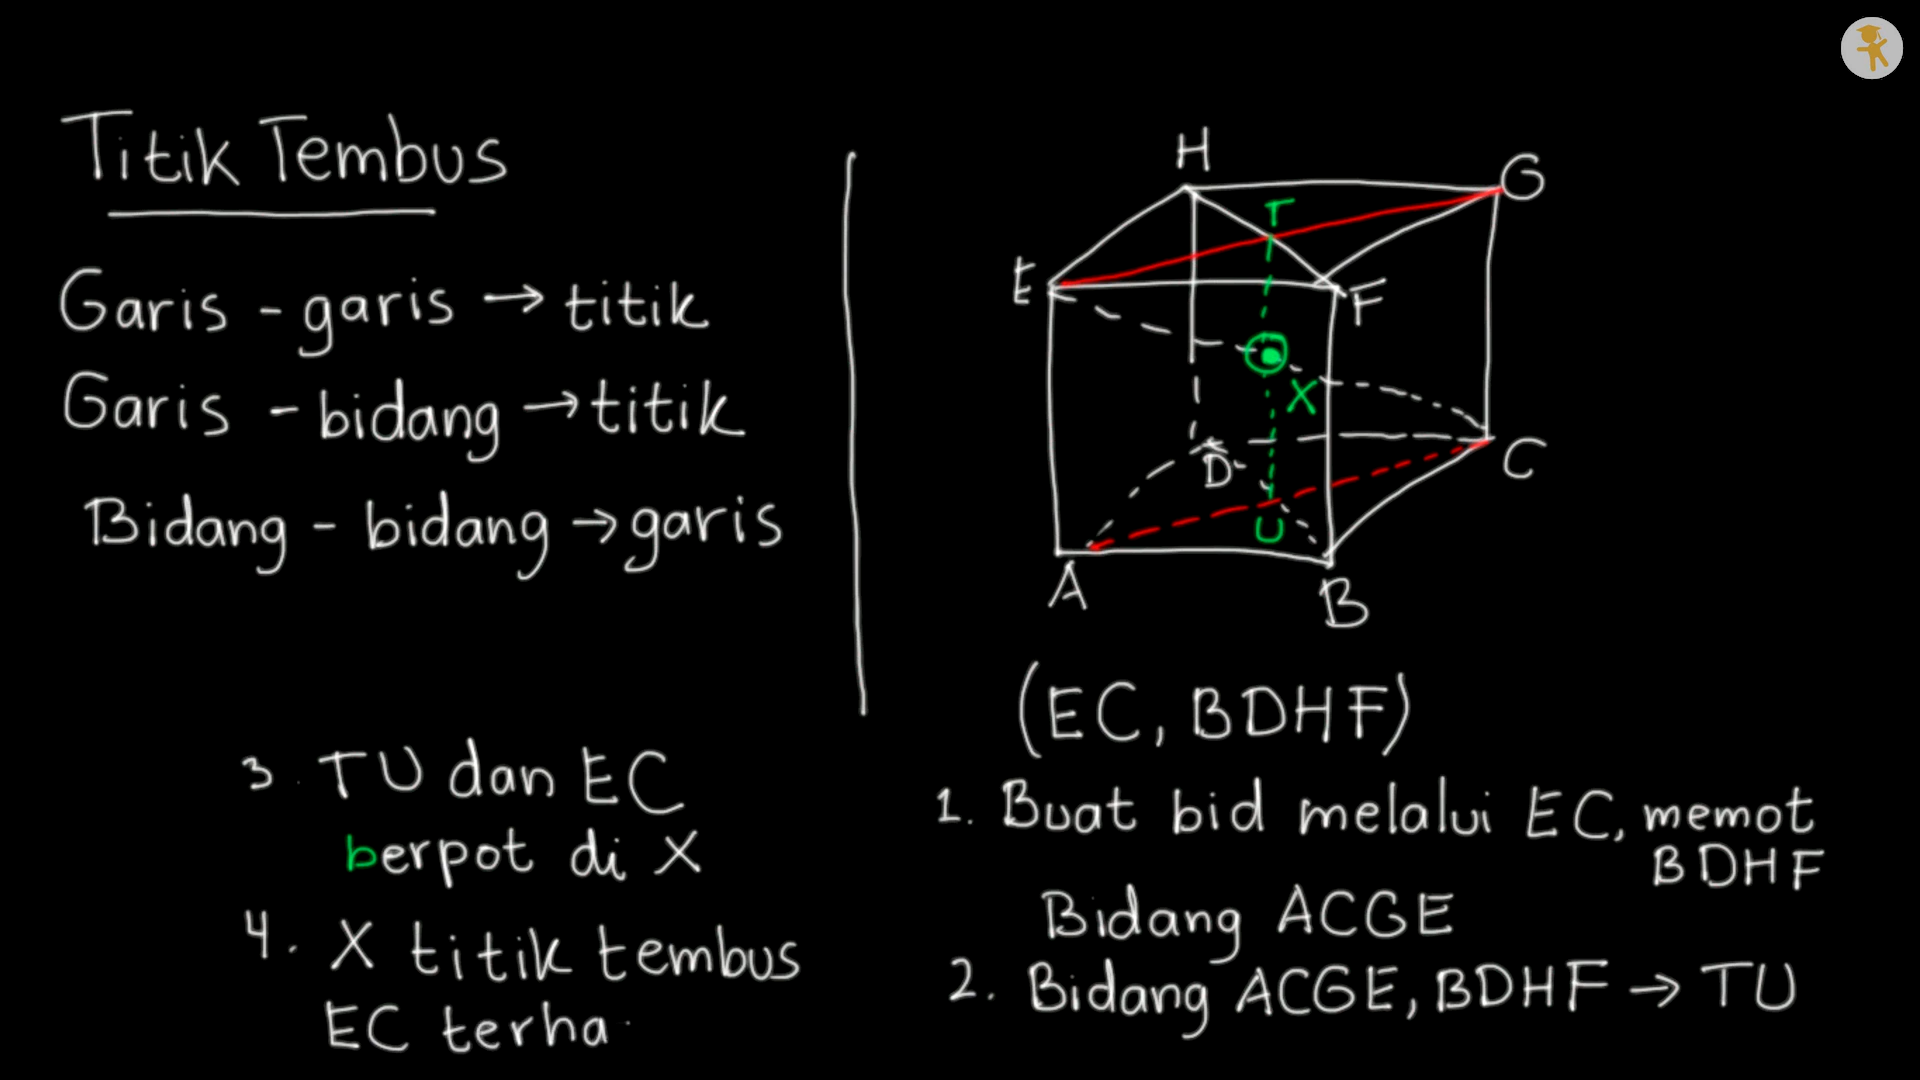 Titik Tembus
Garis - garis → titik
Garis - bidang → titik
Bidang - bidang → garis
H
G
T
E
F
X
D
C
U
A
B
(EC, BDHF)
1. Buat bid melalui EC, memot
BDHF
Bidang ACGE
2. Bidang ACGE, BDHF → TU
3. TU dan EC
berpot di X
4. X titik tembus
EC terha